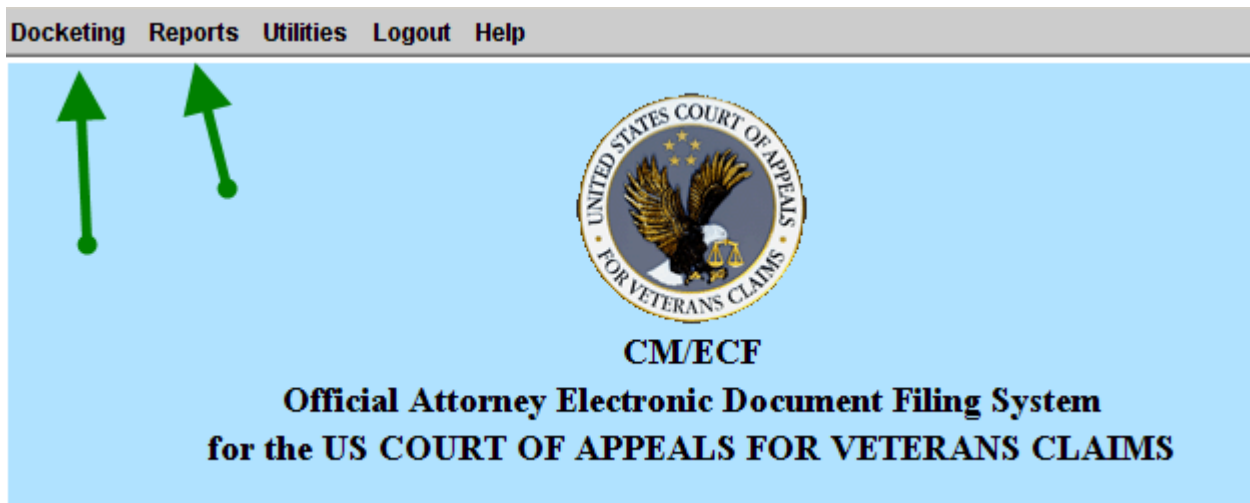 Docketing Reports Utilities Logout Help
UNITED STATES COURT OF APPEALS
FOR VETERANS CLAIMS
CM/ECF
Official Attorney Electronic Document Filing System
for the US COURT OF APPEALS FOR VETERANS CLAIMS